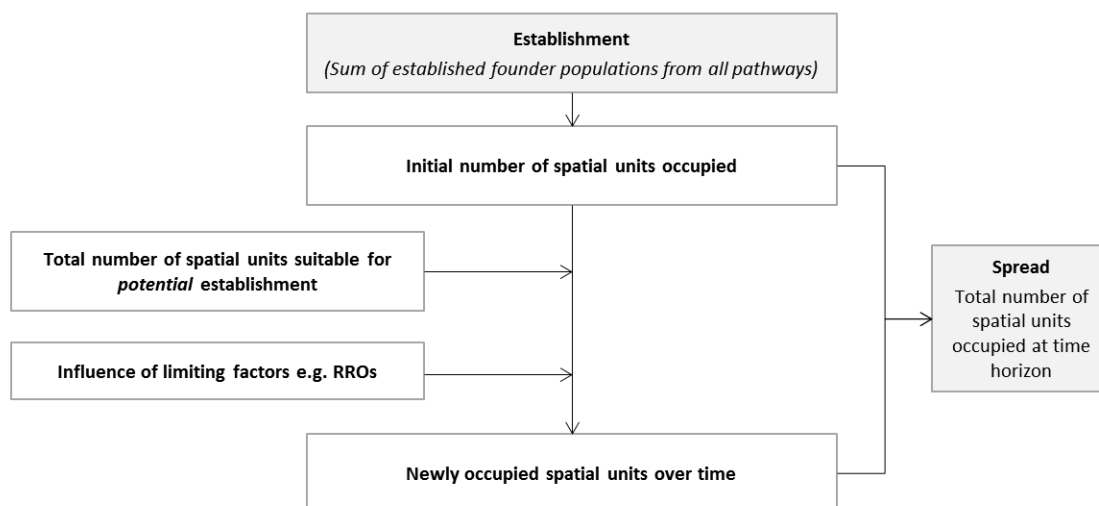 Establishment
(Sum of established founder populations from all pathways)
Initial number of spatial units occupied
Total number of spatial units suitable for
potential establishment
Influence of limiting factors e.g. RROs
Newly occupied spatial units over time
Spread
Total number of
spatial units
occupied at time
horizon